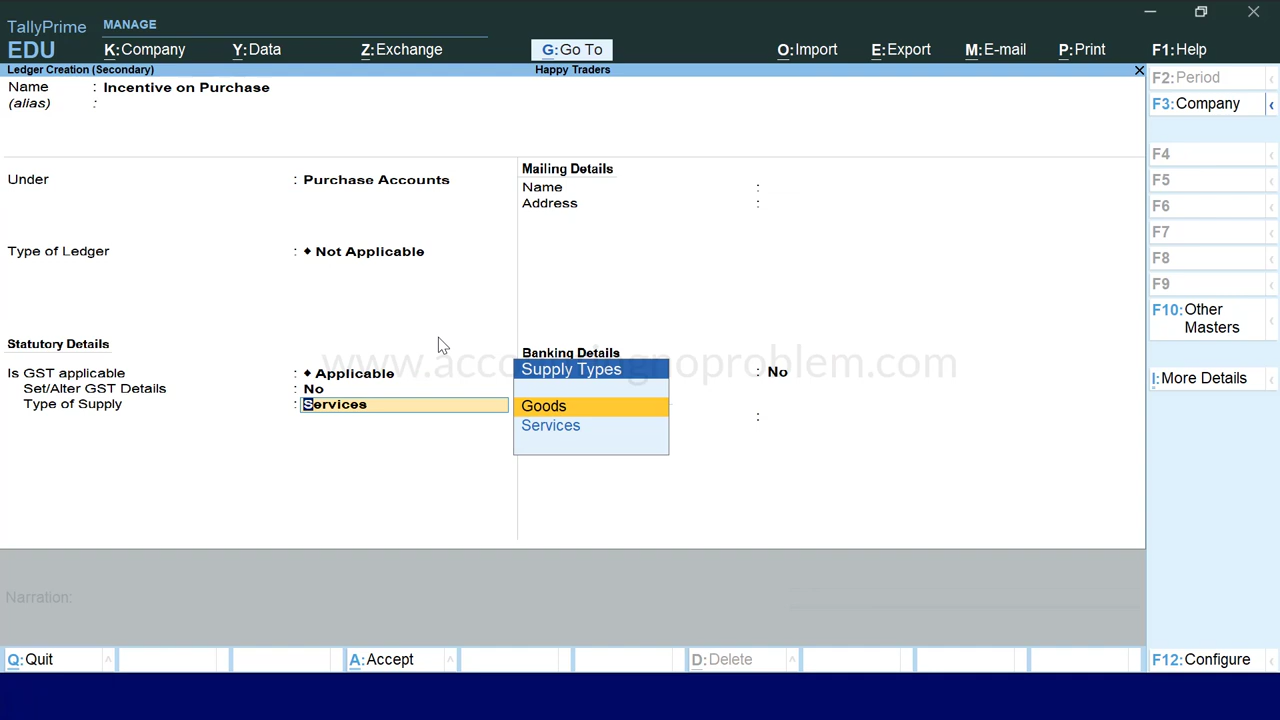 TallyPrime
EDU
MANAGE
K:Company Y:Data Z:Exchange G:Go To O:Import E:Export M:E-mail P:Print F1:Help
Ledger Creation (Secondary) Happy Traders
Name : Incentive on Purchase
(alias) :
Under : Purchase Accounts
Type of Ledger : Not Applicable
Statutory Details
Is GST applicable : Applicable
Set/Alter GST Details : No
Type of Supply : Services
Mailing Details
Name :
Address :
Banking Details
: No
:
Supply Types
Goods
Services
www.accountingnoproblem.com
F2:Period
F3:Company
F4
F5
F6
F7
F8
F9
F10:Other
Masters
I:More Details
F12:Configure
Narration:
Q:Quit A:Accept D:Delete